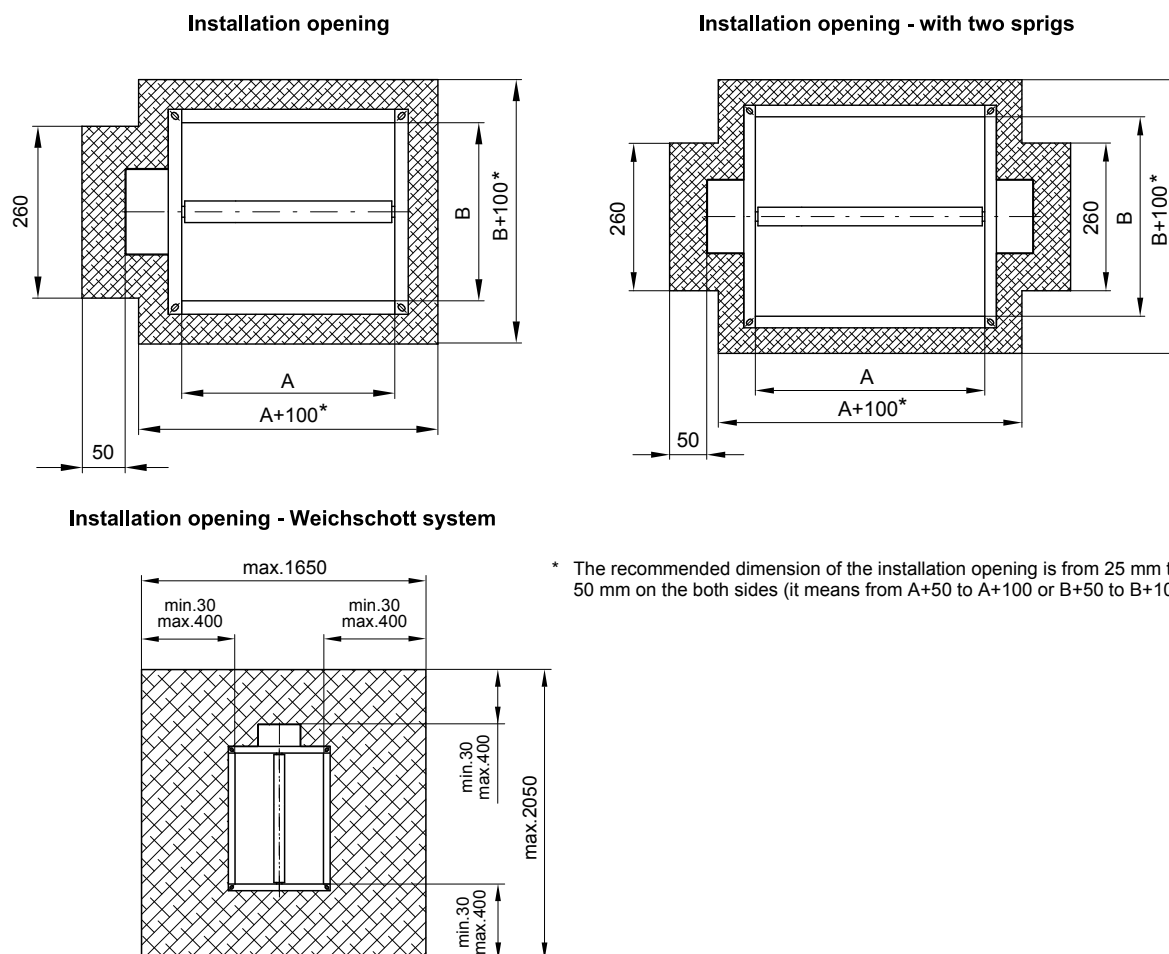 Installation opening
Installation opening - with two sprigs
260
B
B+100*
A
A+100*
50
260
260
B
B+100*
A
A+100*
50
Installation opening - Weichschott system
max.1650
min.30
max.400
min.30
max.400
min.30
max.400
max.2050
min.30
max.400
* The recommended dimension of the installation opening is from 25 mm t
50 mm on the both sides (it means from A+50 to A+100 or B+50 to B+10